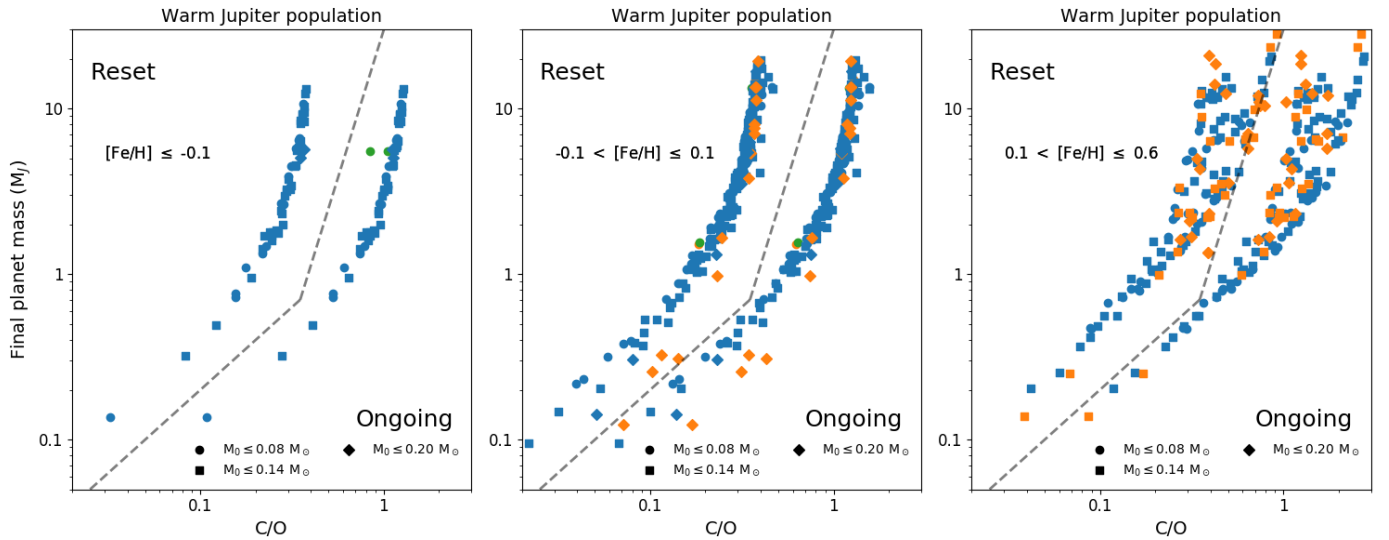 Warm Jupiter population
Warm Jupiter population
Warm Jupiter population
Final planet mass (M_J)
10
1
0.1
Reset
[Fe/H] ≤ -0.1
Ongoing
M₀ ≤ 0.08 M☉
M₀ ≤ 0.14 M☉
M₀ ≤ 0.20 M☉
0.1
1
C/O
10
1
0.1
Reset
-0.1 < [Fe/H] ≤ 0.1
Ongoing
M₀ ≤ 0.08 M☉
M₀ ≤ 0.14 M☉
M₀ ≤ 0.20 M☉
0.1
1
C/O
10
1
0.1
Reset
0.1 < [Fe/H] ≤ 0.6
Ongoing
M₀ ≤ 0.08 M☉
M₀ ≤ 0.14 M☉
M₀ ≤ 0.20 M☉
0.1
1
C/O